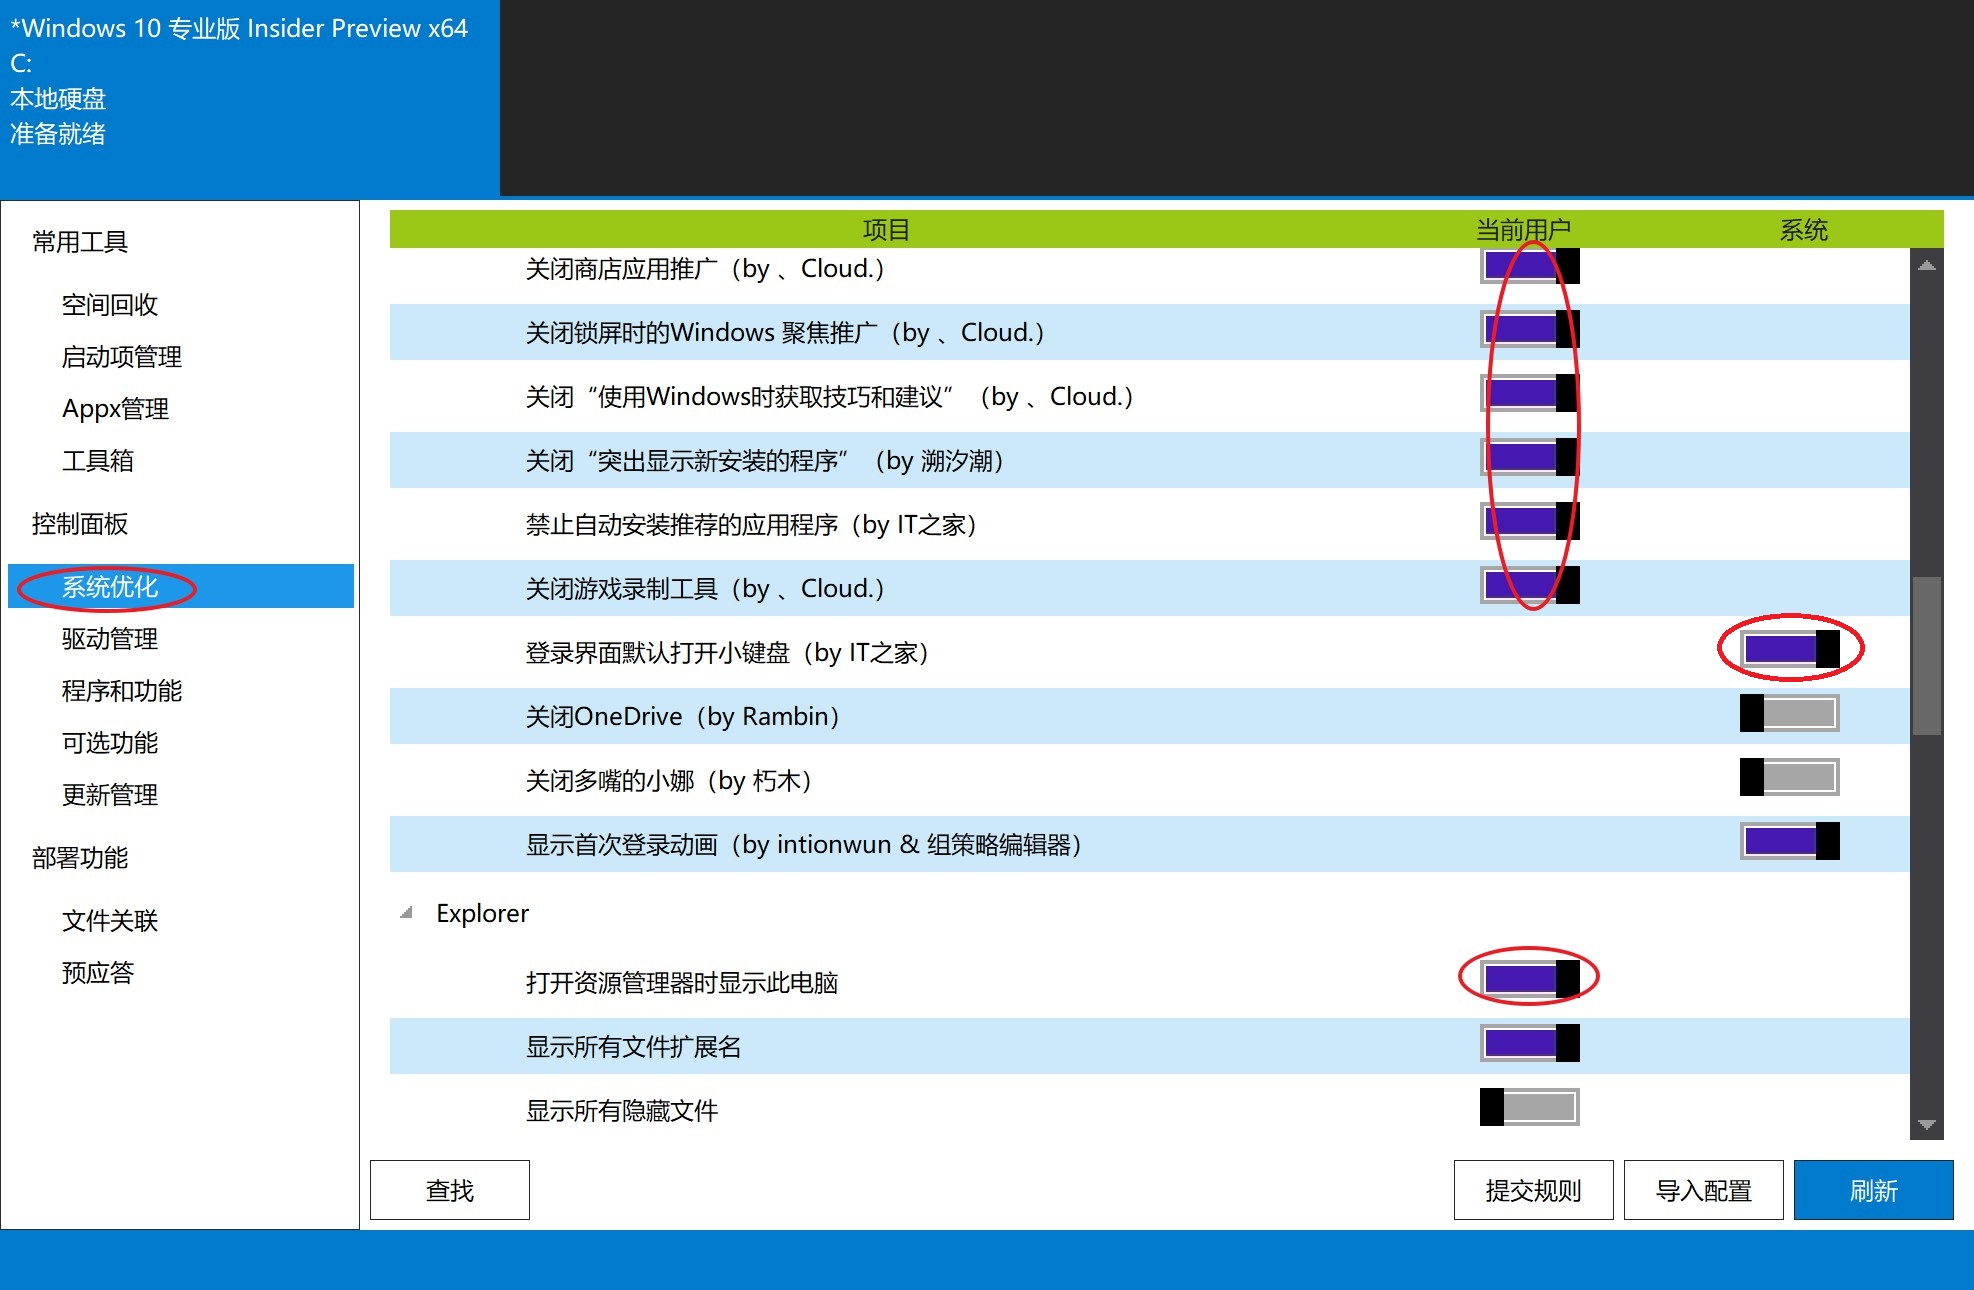 *Windows 10 专业版 Insider Preview x64
C:
本地硬盘
准备就绪
常用工具
空间回收
启动项管理
Appx管理
工具箱
控制面板
系统优化
驱动管理
程序和功能
可选功能
更新管理
部署功能
文件关联
预应答
项目 当前用户 系统
关闭商店应用推广（by 、Cloud.）
关闭锁屏时的Windows 聚焦推广（by 、Cloud.）
关闭“使用Windows时获取技巧和建议”（by 、Cloud.）
关闭“突出显示新安装的程序”（by 溯汐潮）
禁止自动安装推荐的应用程序（by IT之家）
关闭游戏录制工具（by 、Cloud.）
登录界面默认打开小键盘（by IT之家）
关闭OneDrive（by Rambin）
关闭多嘴的小娜（by 朽木）
显示首次登录动画（by intionwun & 组策略编辑器）
Explorer
打开资源管理器时显示此电脑
显示所有文件扩展名
显示所有隐藏文件
查找 提交规则 导入配置 刷新